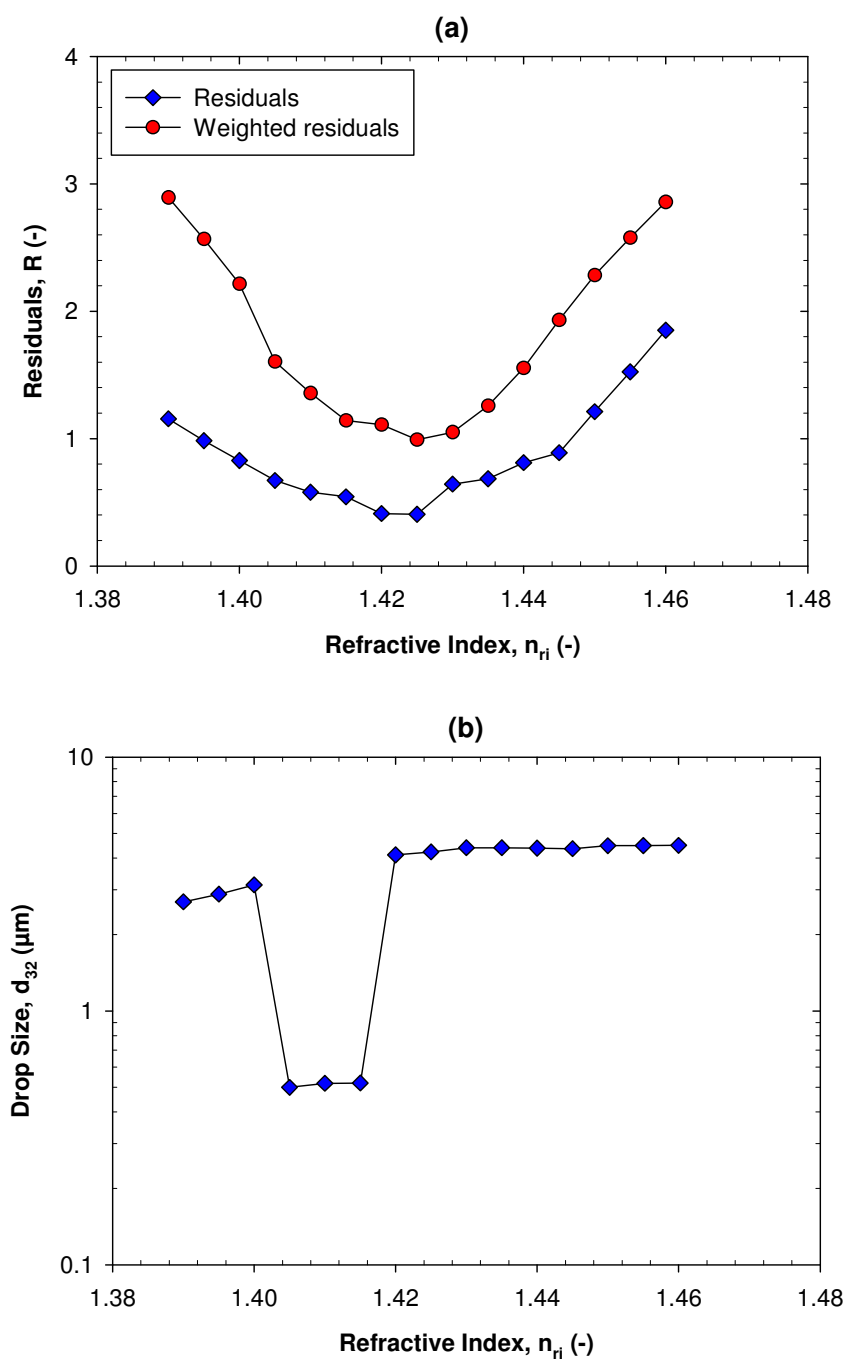 (a)
4
3
2
1
0
Residuals, R (-)
Residuals
Weighted residuals
1.38 1.40 1.42 1.44 1.46 1.48
Refractive Index, nri (-)
(b)
10
1
0.1
Drop Size, d32 (µm)
1.38 1.40 1.42 1.44 1.46 1.48
Refractive Index, nri (-)